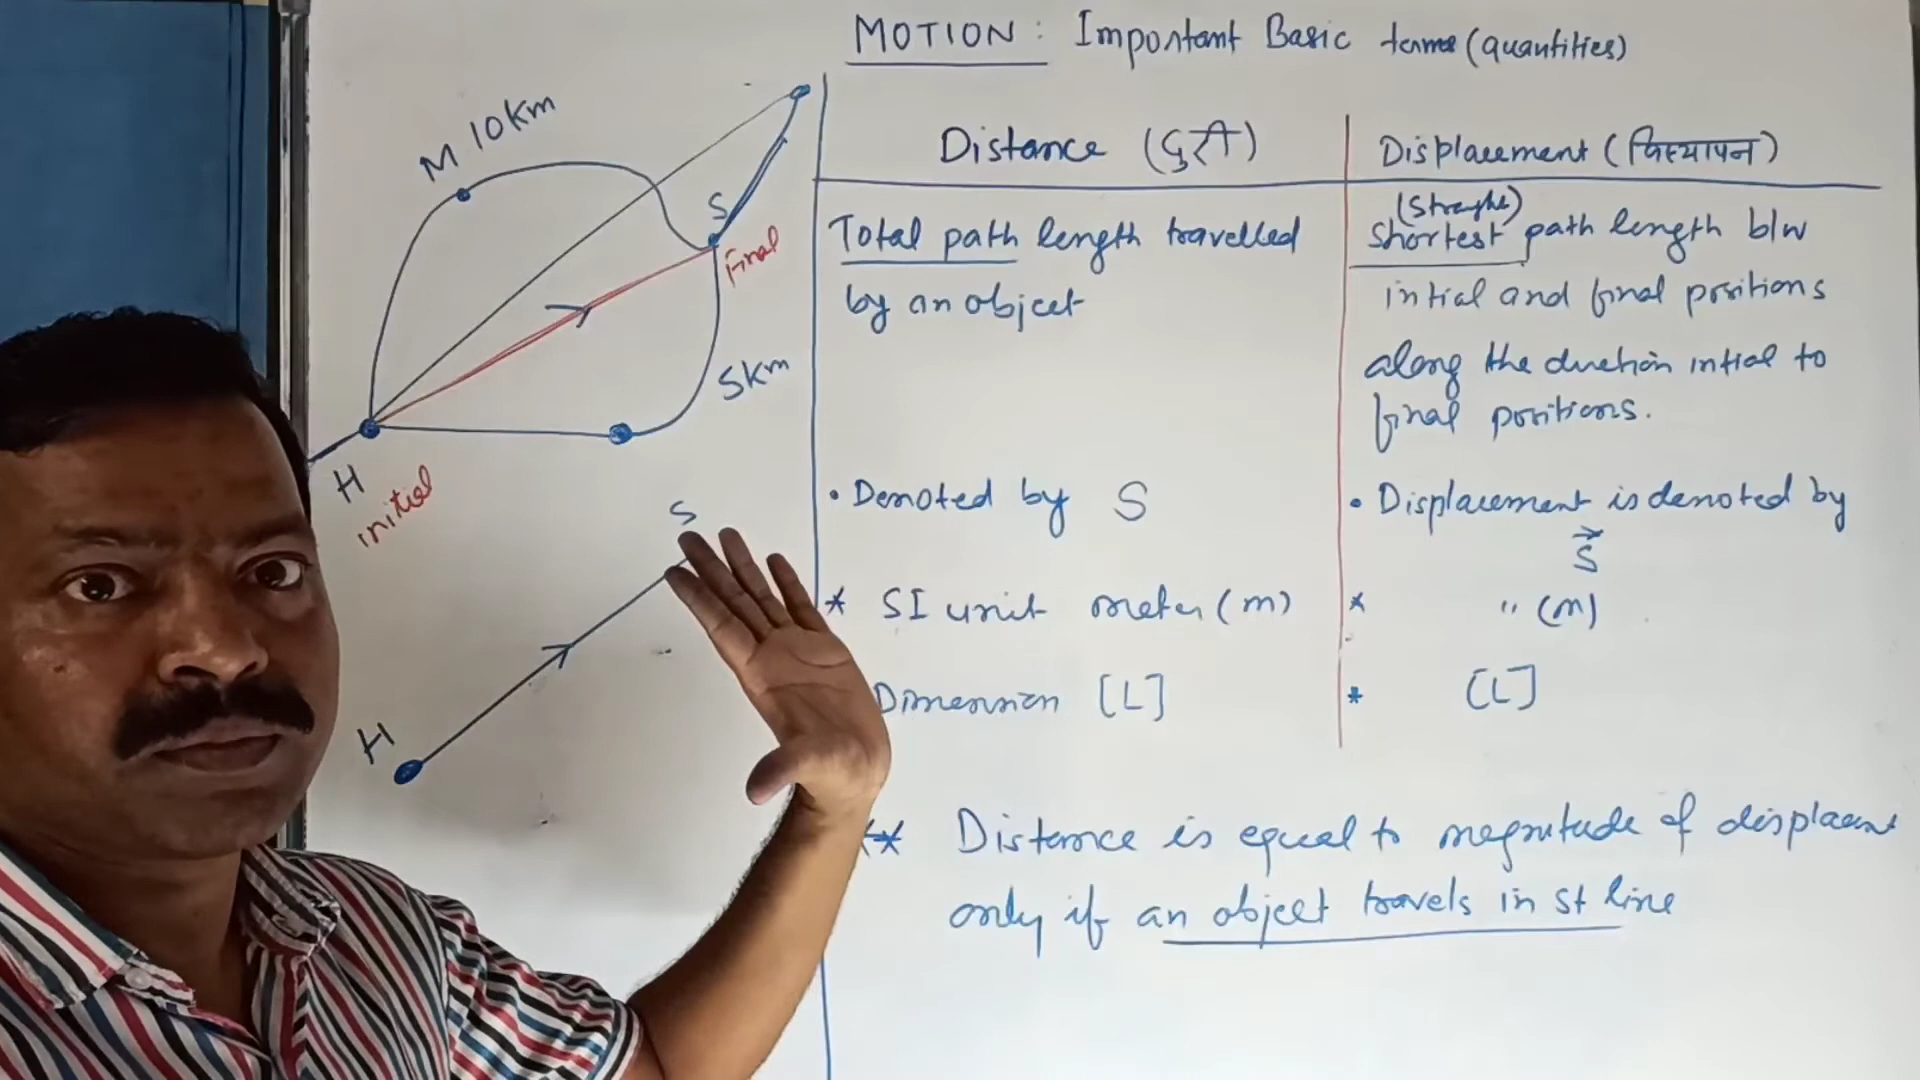 MOTION: Important Basic terms (quantities)
M 10 km
S
Final
5km
H
initial
S
H
Distance (दुरी)
Total path length travelled
by an object
• Denoted by S
* SI unit meter (m)
Dimension [L]
Displacement (विस्थापन)
(Straight)
shortest path length b/w
intial and final positions
along the direction intial to
final positions.
• Displacement is denoted by
S⃗
* " (m)
* [L]
** Distance is equal to magnitude of displacement
only if an object travels in st line